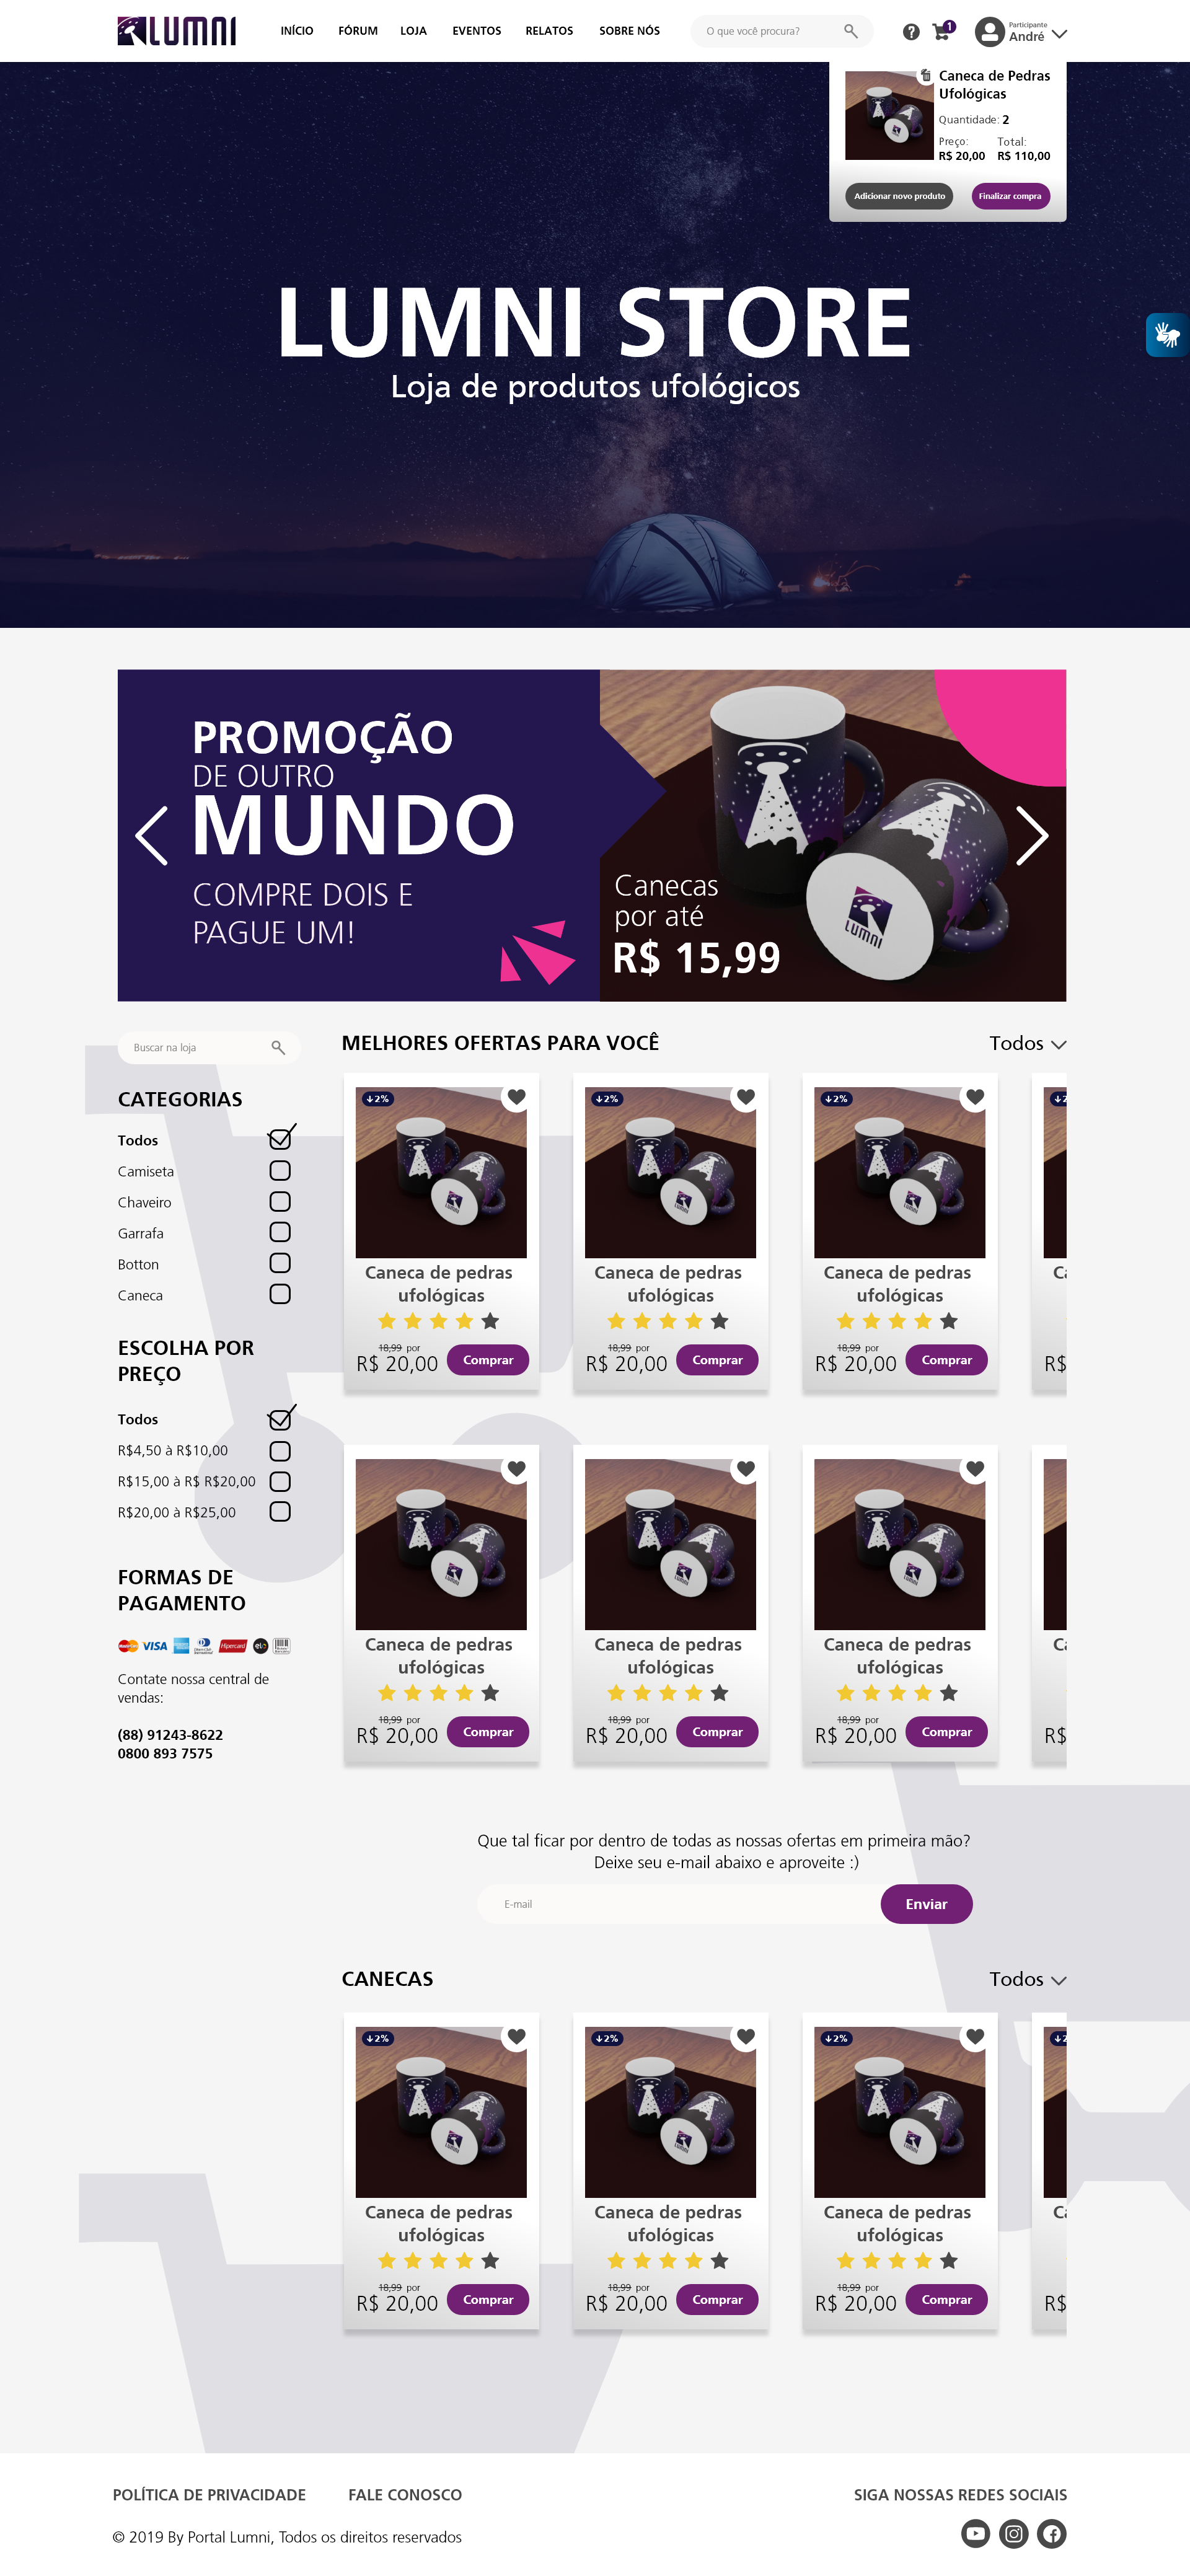 LUMNI
INÍCIO FÓRUM LOJA EVENTOS RELATOS SOBRE NÓS O que você procura? ? 1 Participante
André
Caneca de Pedras
Ufológicas
Quantidade: 2
Preço: Total:
R$ 20,00 R$ 110,00
Adicionar novo produto Finalizar compra
LUMNI STORE
Loja de produtos ufológicos
PROMOÇÃO
DE OUTRO
MUNDO
COMPRE DOIS E
PAGUE UM!
Canecas
por até
R$ 15,99
LUMNI
Buscar na loja
CATEGORIAS
Todos
Camiseta
Chaveiro
Garrafa
Botton
Caneca
ESCOLHA POR
PREÇO
Todos
R$4,50 à R$10,00
R$15,00 à R$ R$20,00
R$20,00 à R$25,00
FORMAS DE
PAGAMENTO
VISA Hipercard elo
Contate nossa central de
vendas:
(88) 91243-8622
0800 893 7575
MELHORES OFERTAS PARA VOCÊ Todos
2% 2% 2% 2
LUMNI LUMNI LUMNI
Caneca de pedras Caneca de pedras Caneca de pedras Ca
ufológicas ufológicas ufológicas
18,99 por 18,99 por 18,99 por
R$ 20,00 Comprar R$ 20,00 Comprar R$ 20,00 Comprar R$
LUMNI LUMNI LUMNI
Caneca de pedras Caneca de pedras Caneca de pedras Ca
ufológicas ufológicas ufológicas
18,99 por 18,99 por 18,99 por
R$ 20,00 Comprar R$ 20,00 Comprar R$ 20,00 Comprar R$
Que tal ficar por dentro de todas as nossas ofertas em primeira mão?
Deixe seu e-mail abaixo e aproveite :)
E-mail Enviar
CANECAS Todos
2% 2% 2% 2
LUMNI LUMNI LUMNI
Caneca de pedras Caneca de pedras Caneca de pedras Ca
ufológicas ufológicas ufológicas
18,99 por 18,99 por 18,99 por
R$ 20,00 Comprar R$ 20,00 Comprar R$ 20,00 Comprar R$
POLÍTICA DE PRIVACIDADE FALE CONOSCO SIGA NOSSAS REDES SOCIAIS
© 2019 By Portal Lumni, Todos os direitos reservados